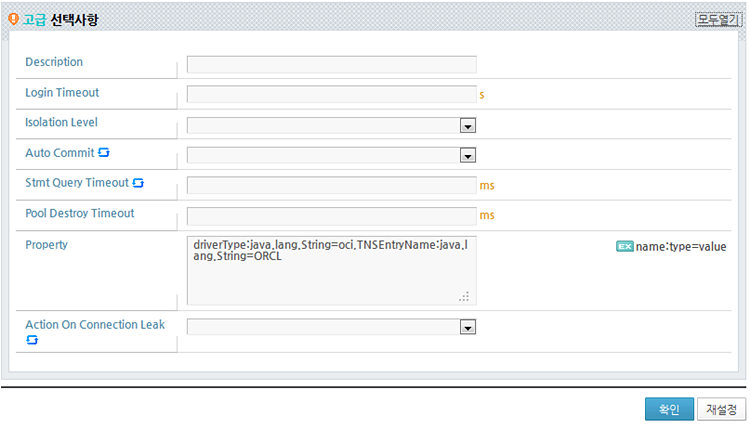 고급 선택사항
모두열기
Description
Login Timeout
s
Isolation Level
Auto Commit
Stmt Query Timeout
ms
Pool Destroy Timeout
ms
Property
driverType:java.lang.String=oci,TNSEntryName:java.l
ang.String=ORCL
EX name:type=value
Action On Connection Leak
확인
재설정